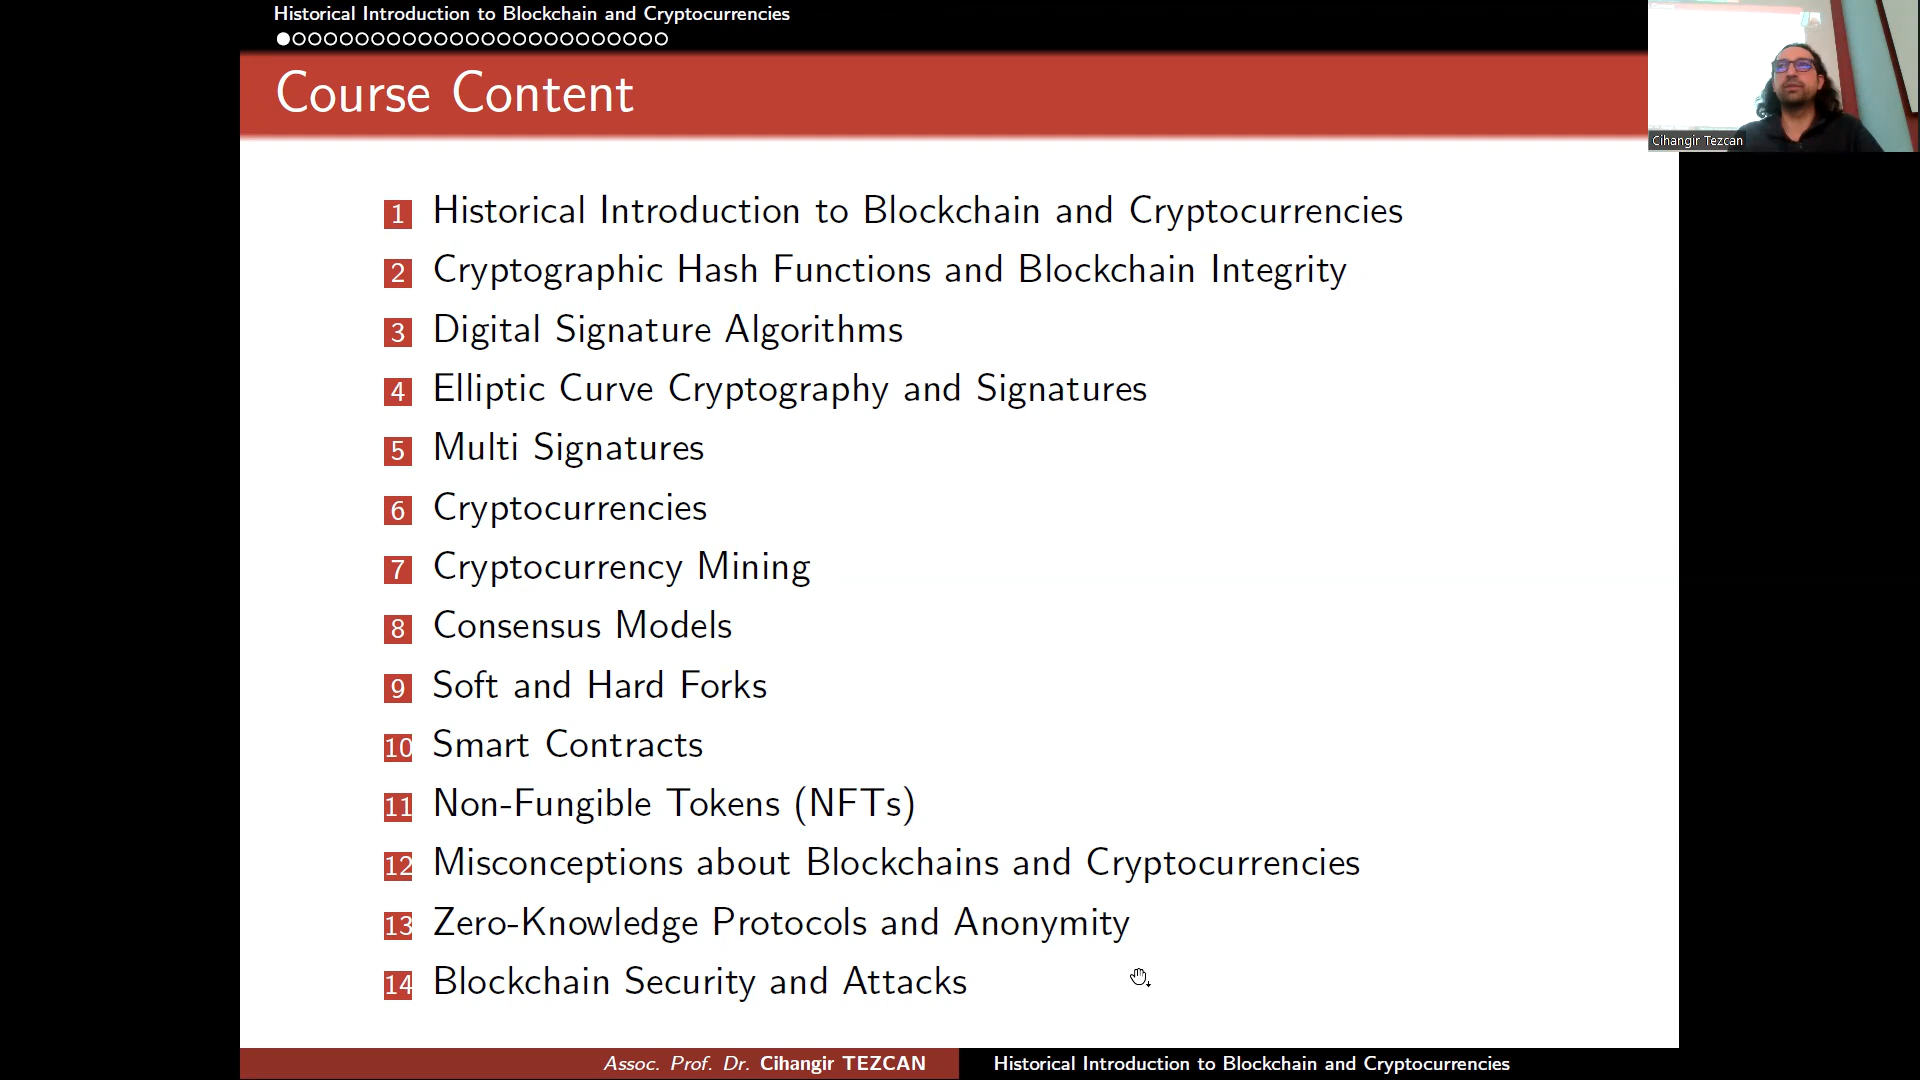 Historical Introduction to Blockchain and Cryptocurrencies
Course Content
Cihangir Tezcan
1 Historical Introduction to Blockchain and Cryptocurrencies
2 Cryptographic Hash Functions and Blockchain Integrity
3 Digital Signature Algorithms
4 Elliptic Curve Cryptography and Signatures
5 Multi Signatures
6 Cryptocurrencies
7 Cryptocurrency Mining
8 Consensus Models
9 Soft and Hard Forks
10 Smart Contracts
11 Non-Fungible Tokens (NFTs)
12 Misconceptions about Blockchains and Cryptocurrencies
13 Zero-Knowledge Protocols and Anonymity
14 Blockchain Security and Attacks
Assoc. Prof. Dr. Cihangir TEZCAN
Historical Introduction to Blockchain and Cryptocurrencies